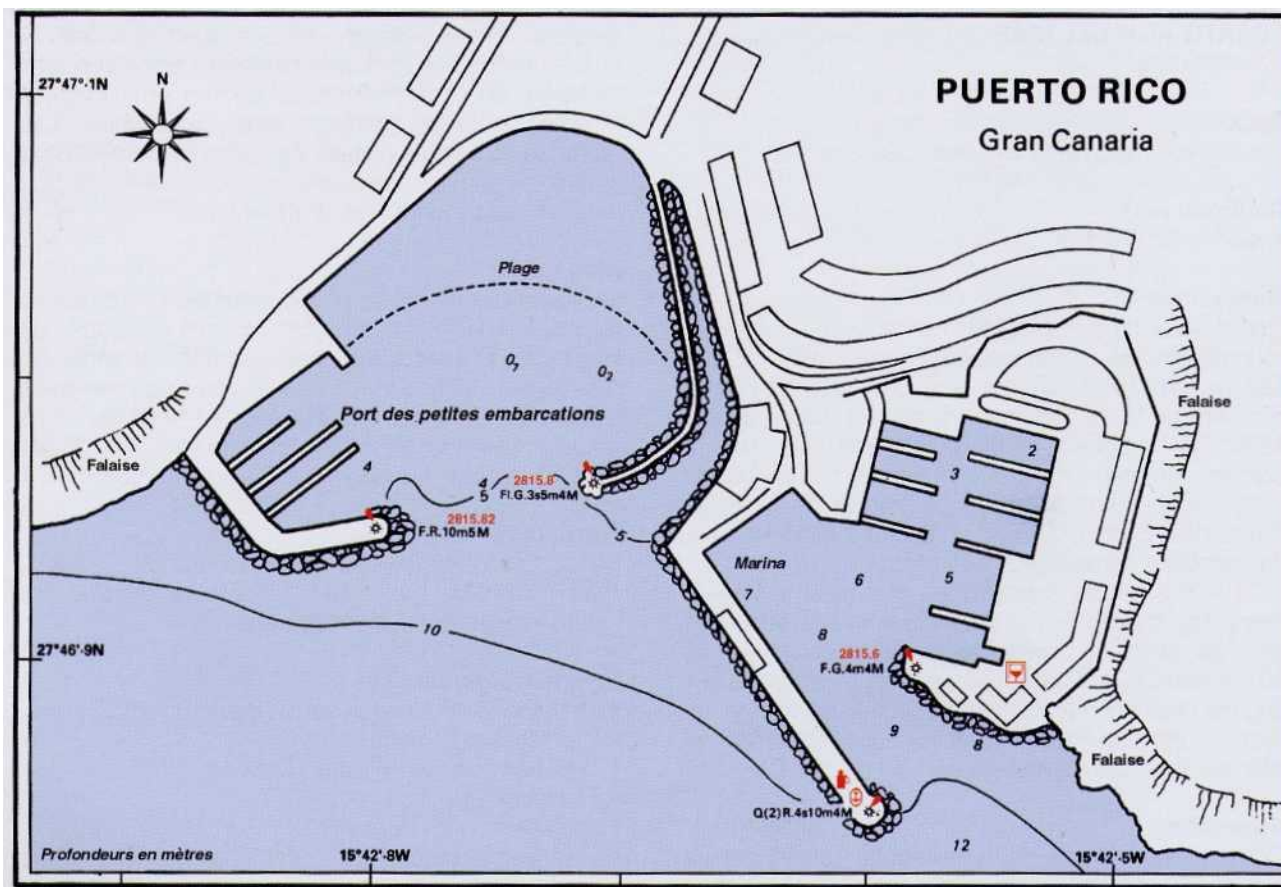 PUERTO RICO
Gran Canaria
27°47'·1N
N
Plage
0₂
0₂
Port des petites embarcations
Falaise
Falaise
4
4
5
2815.8
Fl.G.3s5m4M
2815.82
F.R.10m5M
5
2
3
Marina
6
5
7
10
8
27°46'·9N
2815.6
F.G.4m4M
9
8
Falaise
Q(2)R.4s10m4M
12
Profondeurs en mètres
15°42'·8W
15°42'·5W